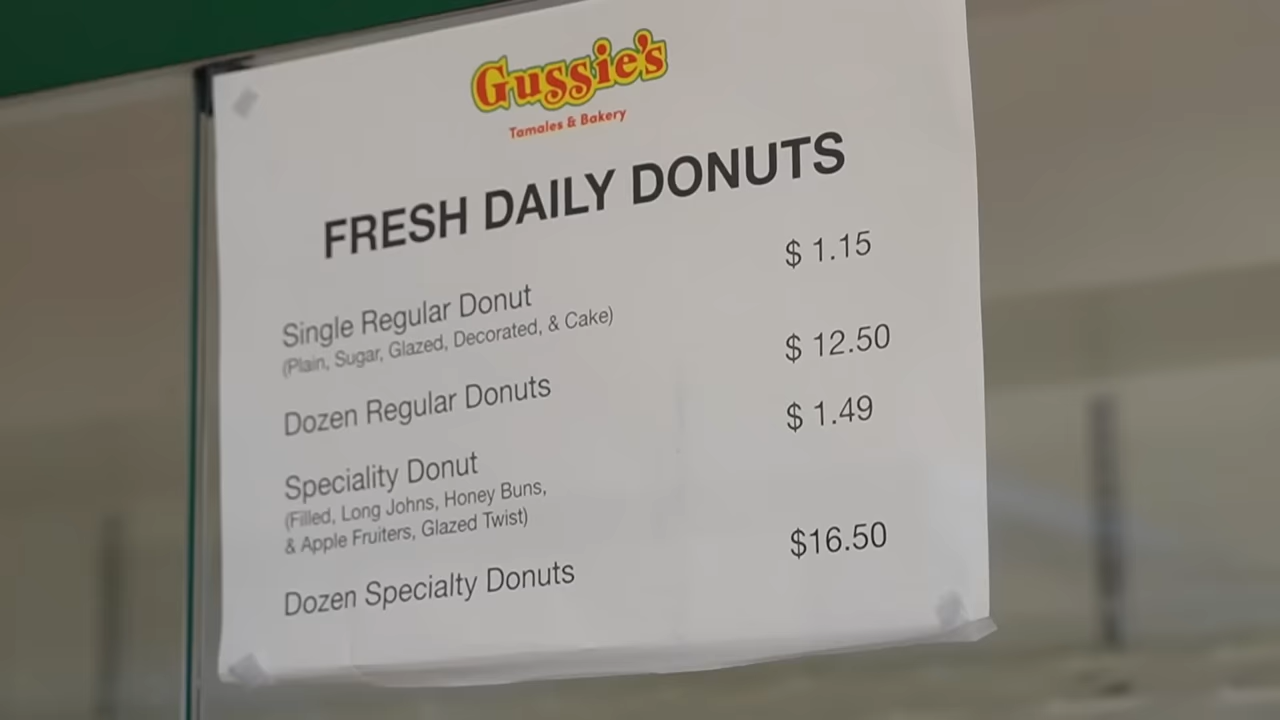 Gussie's
Tamales & Bakery
FRESH DAILY DONUTS
Single Regular Donut $ 1.15
(Plain, Sugar, Glazed, Decorated, & Cake)
Dozen Regular Donuts $ 12.50
Speciality Donut $ 1.49
(Filled, Long Johns, Honey Buns,
& Apple Fruiters, Glazed Twist)
Dozen Specialty Donuts $16.50